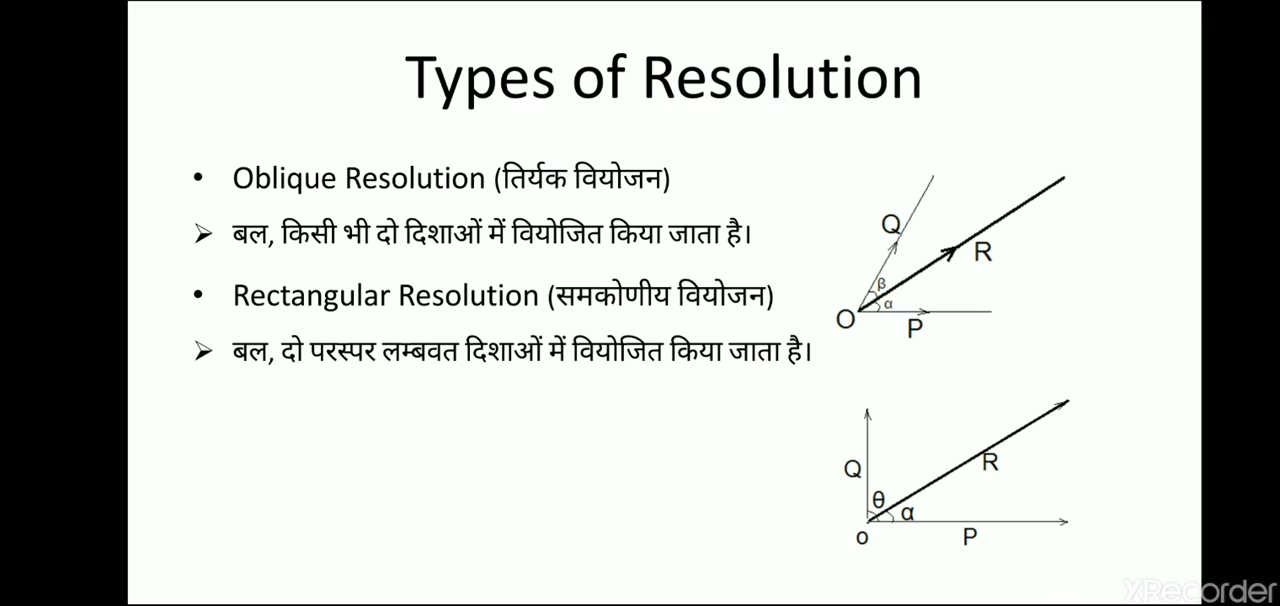 Types of Resolution
• Oblique Resolution (तिर्यक वियोजन)
➢ बल, किसी भी दो दिशाओं में वियोजित किया जाता है।
• Rectangular Resolution (समकोणीय वियोजन)
➢ बल, दो परस्पर लम्बवत दिशाओं में वियोजित किया जाता है।
Q
R
β
α
O
P
Q
R
θ
α
o
P
XRecorder